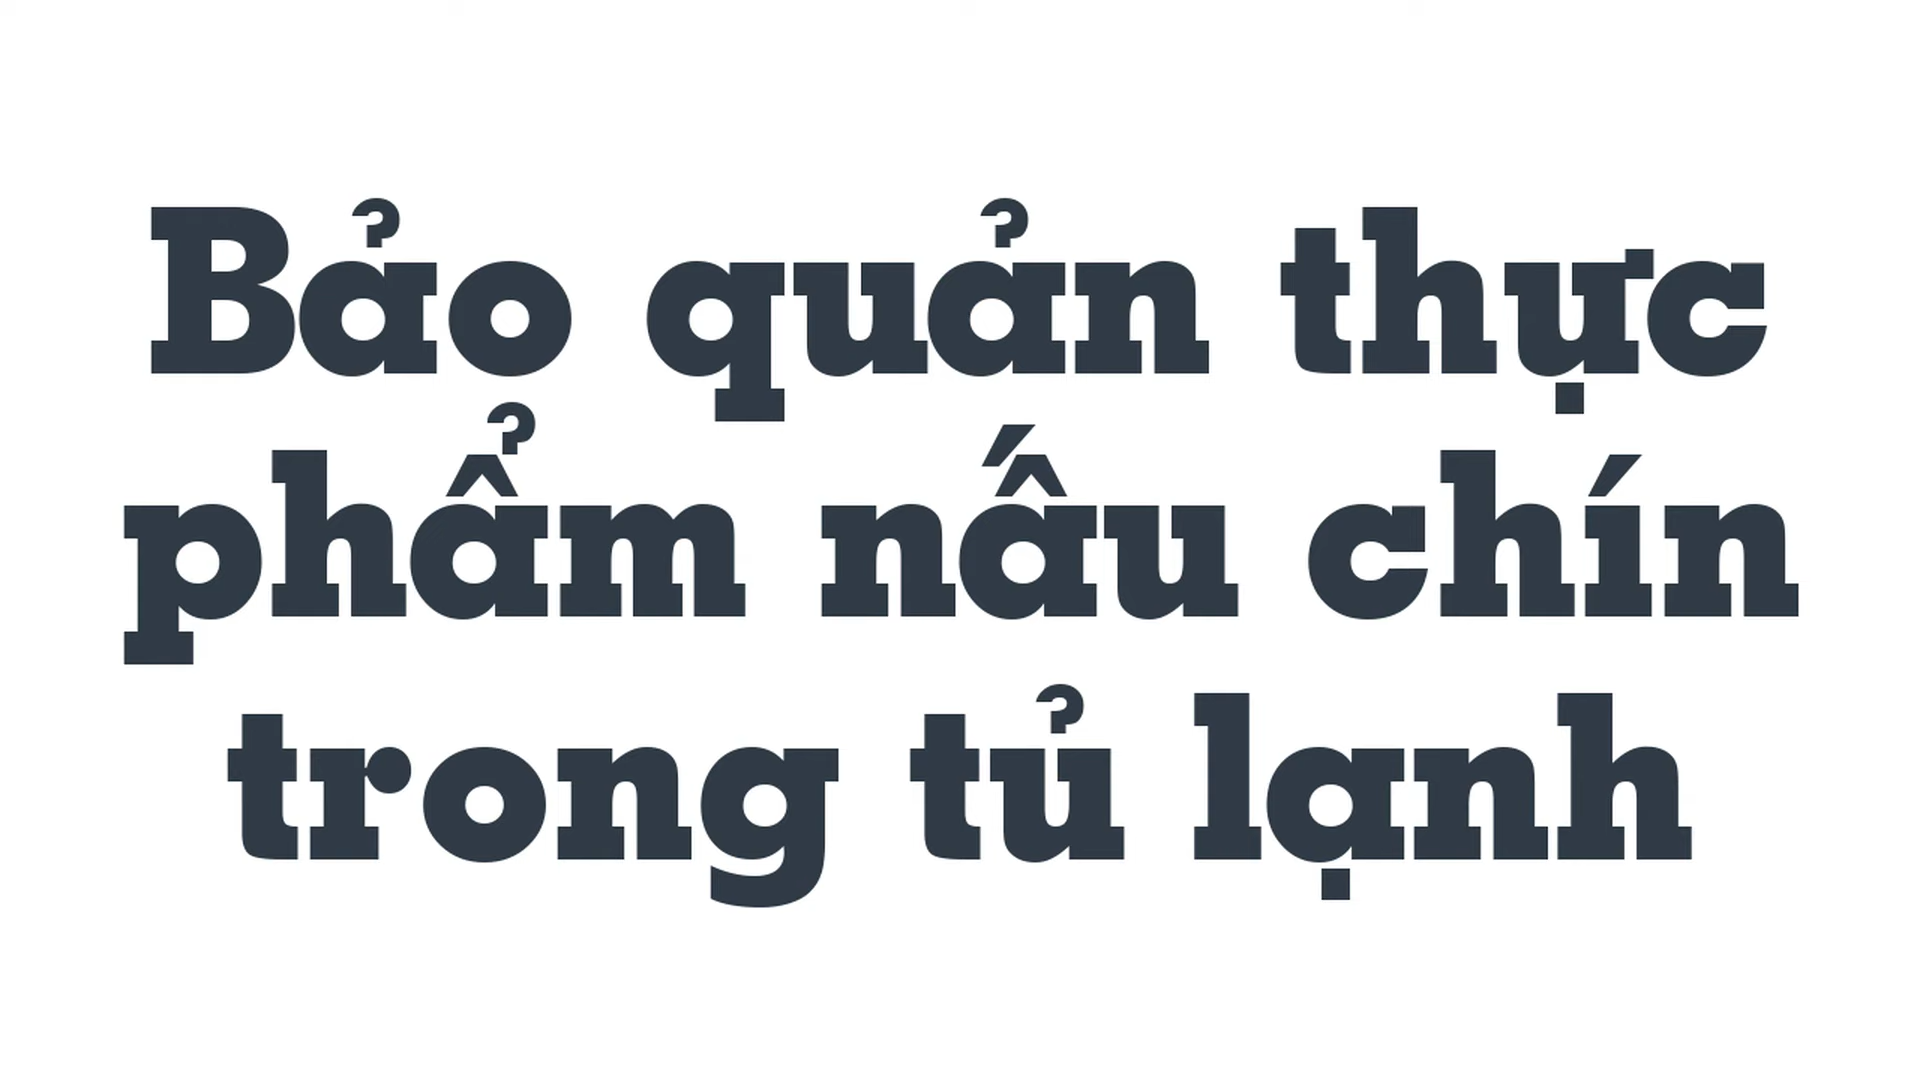 Bảo quản thực
phẩm nấu chín
trong tủ lạnh